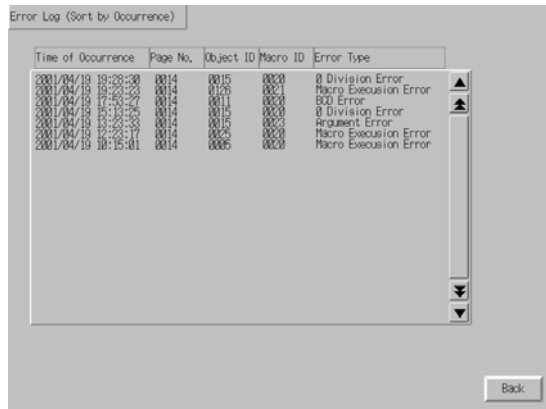 Error Log (Sort by Occurrence)
Time of Occurrence Page No. Object ID Macro ID Error Type
2001/04/19 19:28:30 0014 0015 0020 0 Division Error
2001/04/19 19:23:23 0014 0126 0021 Macro Execusion Error
2001/04/19 17:53:27 0014 0011 0020 BCD Error
2001/04/19 15:13:25 0014 0015 0020 0 Division Error
2001/04/19 13:23:33 0014 0015 0023 Argument Error
2001/04/19 12:23:17 0014 0025 0020 Macro Execusion Error
2001/04/19 10:15:01 0014 0005 0020 Macro Execusion Error
Back